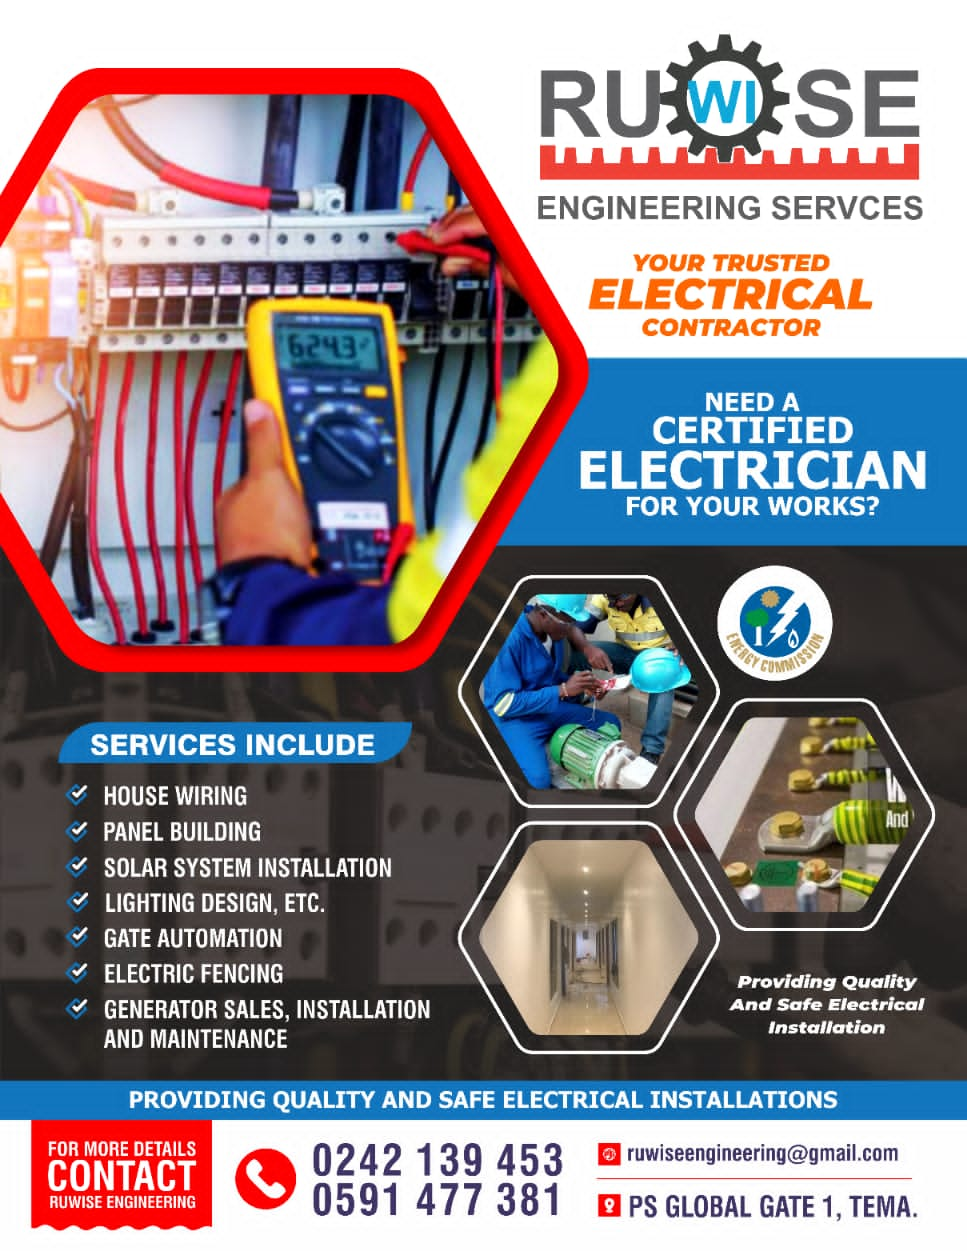 RUWISE
ENGINEERING SERVCES
YOUR TRUSTED
ELECTRICAL
CONTRACTOR
624.3
NEED A
CERTIFIED
ELECTRICIAN
FOR YOUR WORKS?
ENERGY COMMISSION
And
SERVICES INCLUDE
HOUSE WIRING
PANEL BUILDING
SOLAR SYSTEM INSTALLATION
LIGHTING DESIGN, ETC.
GATE AUTOMATION
ELECTRIC FENCING
GENERATOR SALES, INSTALLATION
AND MAINTENANCE
Providing Quality
And Safe Electrical
Installation
PROVIDING QUALITY AND SAFE ELECTRICAL INSTALLATIONS
FOR MORE DETAILS
CONTACT
RUWISE ENGINEERING
0242 139 453
0591 477 381
ruwiseengineering@gmail.com
PS GLOBAL GATE 1, TEMA.